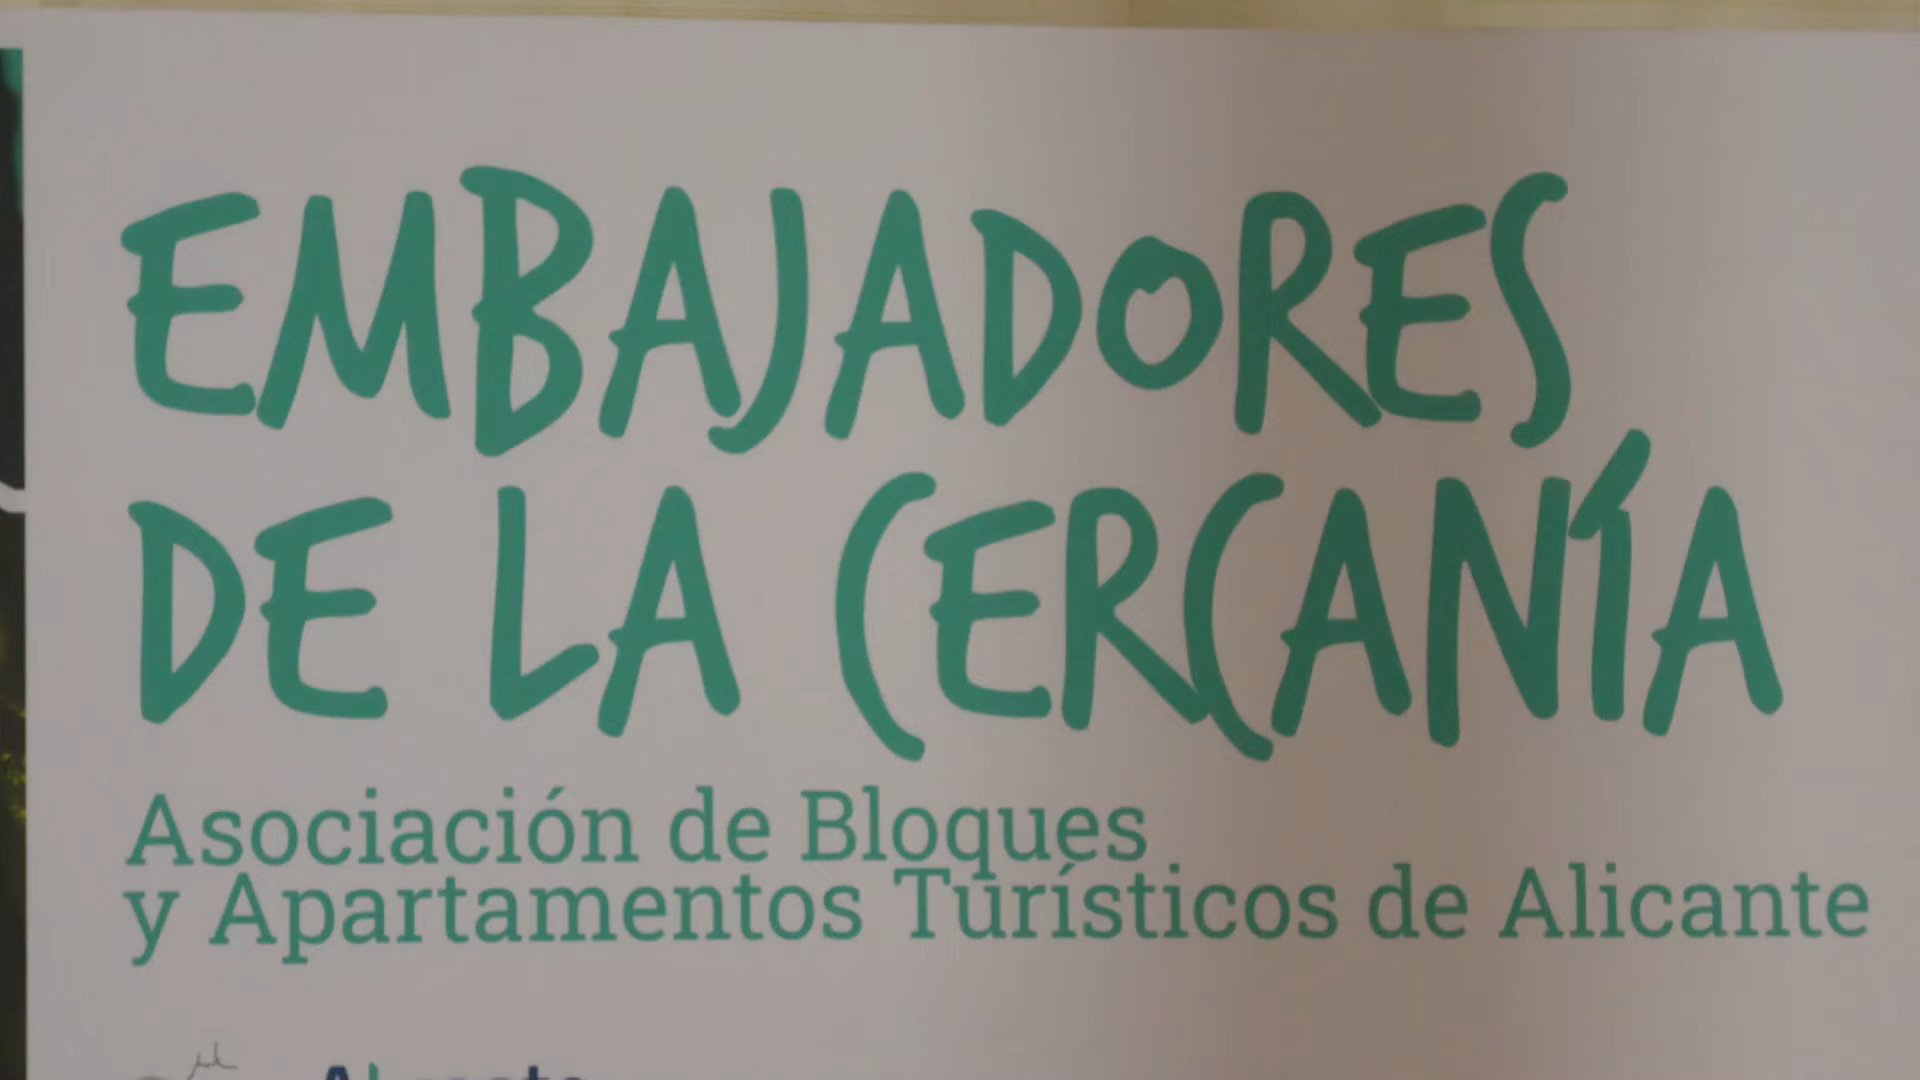 EMBAJADORES
DE LA CERCANÍA
Asociación de Bloques
y Apartamentos Turísticos de Alicante